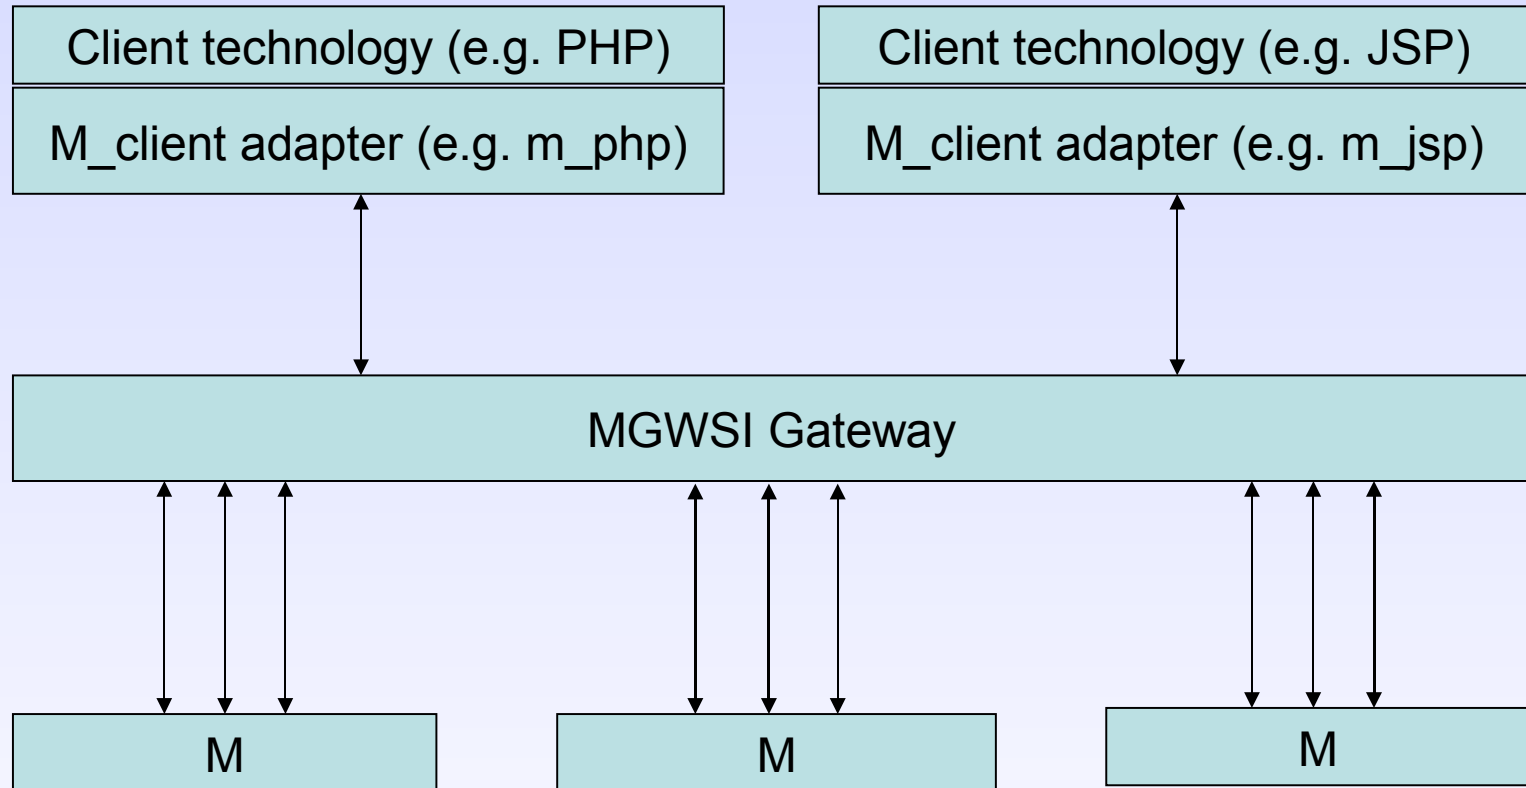 Client technology (e.g. PHP)
Client technology (e.g. JSP)
M_client adapter (e.g. m_php)
M_client adapter (e.g. m_jsp)
MGWSI Gateway
M
M
M